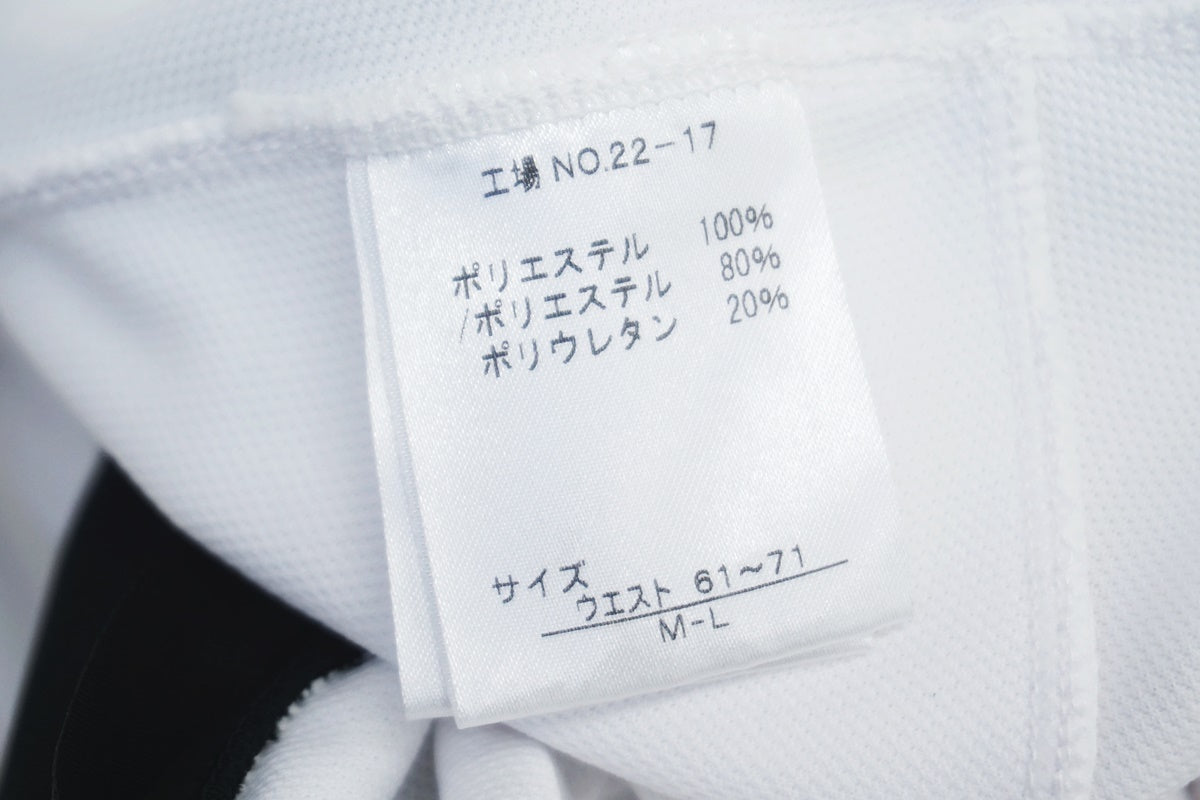 工場 NO.22-17
ポリエステル 100%
/ポリエステル 80%
ポリウレタン 20%
サイズ
ウエスト 61~71
M-L